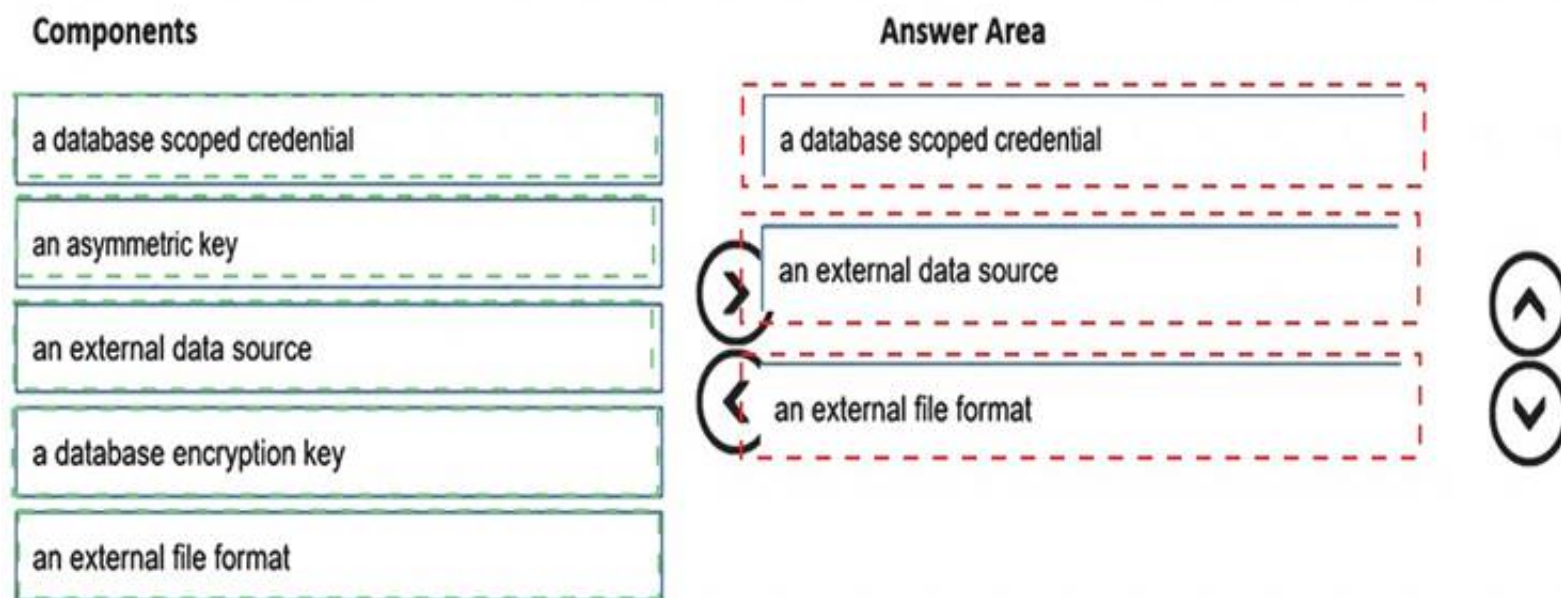 Components
a database scoped credential
an asymmetric key
an external data source
a database encryption key
an external file format
Answer Area
a database scoped credential
an external data source
an external file format